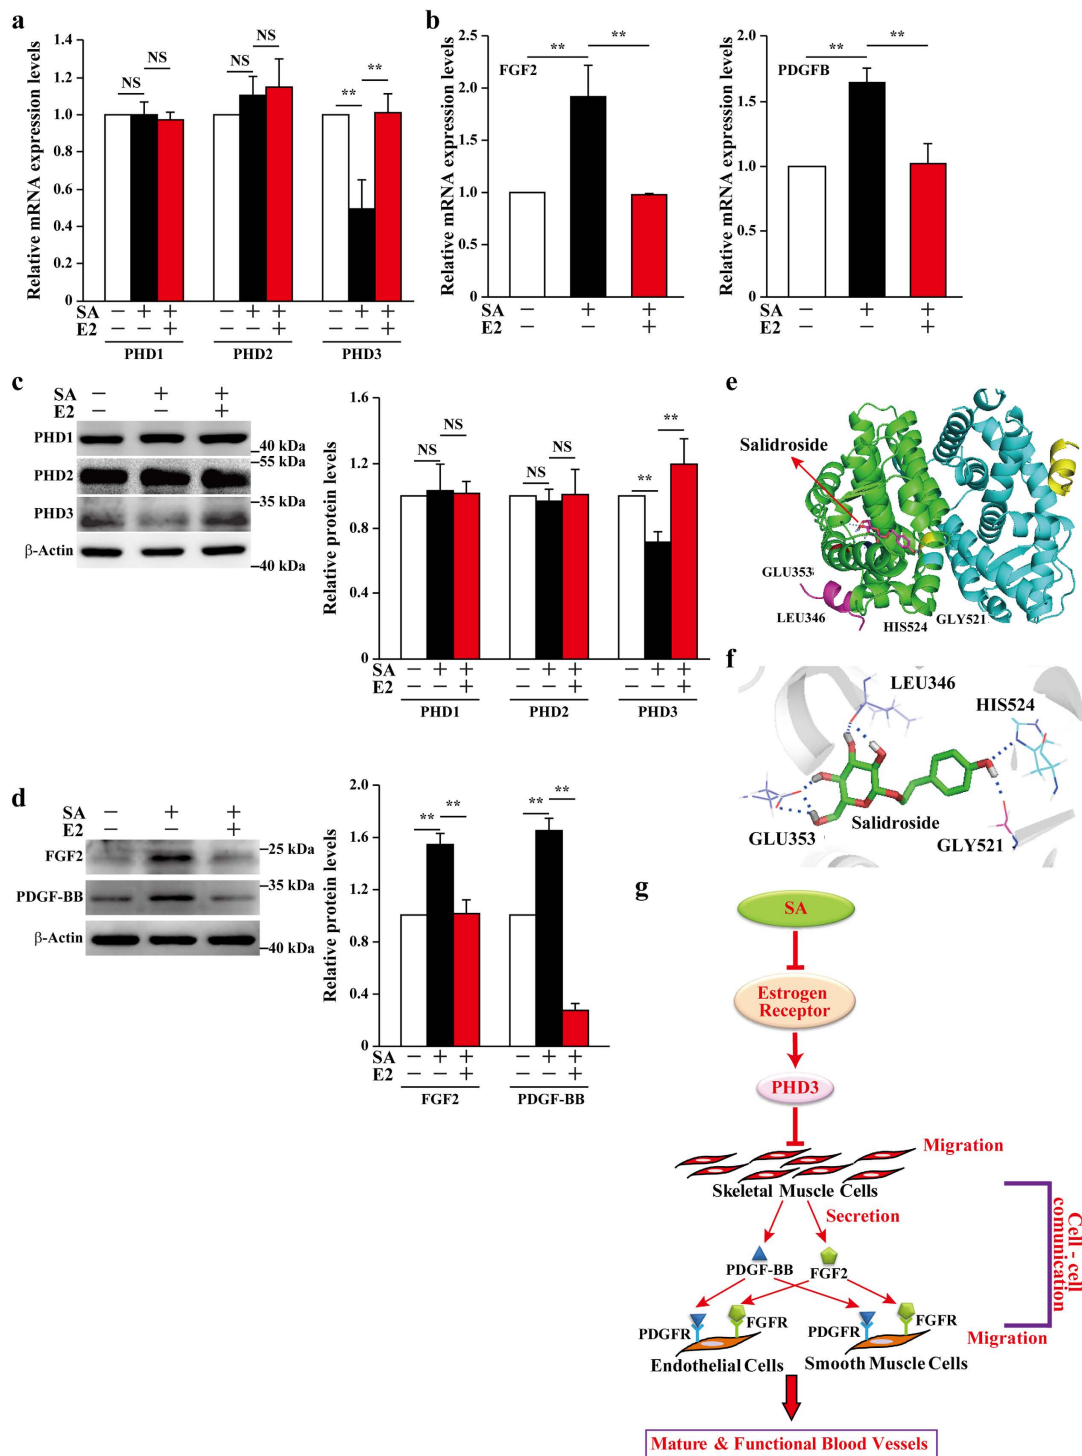 a
Relative mRNA expression levels
1.4
1.2
1.0
0.8
0.6
0.4
0.2
0
NS
NS
NS
NS
**
**
SA − + + − + + − + +
E2 − − + − − + − − +
PHD1 PHD2 PHD3
b
Relative mRNA expression levels
2.5
2.0
1.5
1.0
0.5
0
FGF2
**
**
SA − + +
E2 − − +
Relative mRNA expression levels
2.0
1.5
1.0
0.5
0
PDGFB
**
**
− + +
− − +
c
SA − + +
E2 − − +
PHD1
−40 kDa
−55 kDa
PHD2
−35 kDa
PHD3
β-Actin
−40 kDa
Relative protein levels
1.6
1.2
0.8
0.4
0
NS
NS
NS
NS
**
**
SA − + + − + + − + +
E2 − − + − − + − − +
PHD1 PHD2 PHD3
d
SA − + +
E2 − − +
FGF2
−25 kDa
PDGF-BB
−35 kDa
β-Actin
−40 kDa
Relative protein levels
2.0
1.6
1.2
0.8
0.4
0
**
**
**
**
SA − + + − + +
E2 − − + − − +
FGF2 PDGF-BB
e
Salidroside
GLU353
LEU346
HIS524
GLY521
f
LEU346
HIS524
GLU353
Salidroside
GLY521
g
SA
Estrogen
Receptor
PHD3
Migration
Skeletal Muscle Cells
Secretion
PDGF-BB
FGF2
Cell - cell
comunication
PDGFR
FGFR
PDGFR
FGFR
Migration
Endothelial Cells
Smooth Muscle Cells
Mature & Functional Blood Vessels